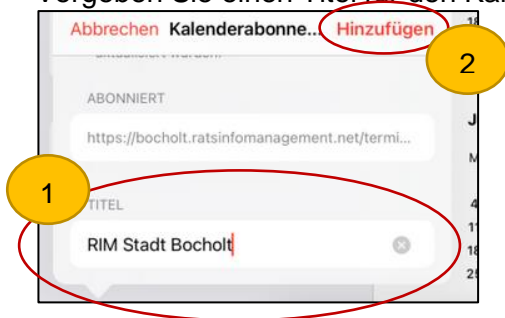 Abbrechen Kalenderabonne... Hinzufügen
2
ABONNIERT
https://bocholt.ratsinfomanagement.net/termi...
1
TITEL
RIM Stadt Bocholt